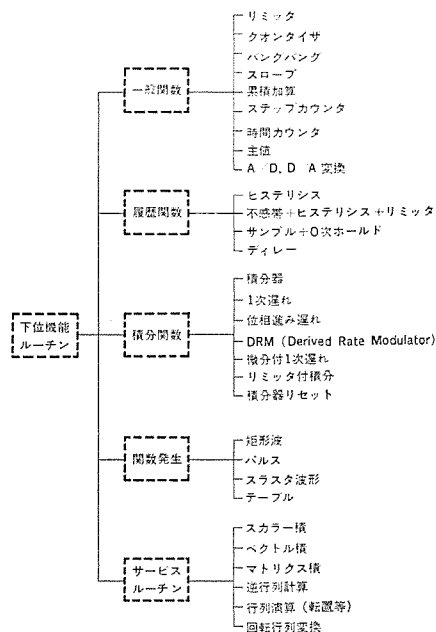 リミッタ
クオンタイザ
バングバング
スロープ
一般関数
累積加算
ステップカウンタ
時間カウンタ
主値
A/D, D/A 変換
ヒステリシス
履歴関数
不感帯+ヒステリシス+リミッタ
サンプル+0次ホールド
ディレー
積分器
1次遅れ
位相進み遅れ
下位機能
ルーチン
積分関数
DRM (Derived Rate Modulator)
微分付1次遅れ
リミッタ付積分
積分器リセット
矩形波
関数発生
パルス
スラスタ波形
テーブル
スカラー積
ベクトル積
サービス
ルーチン
マトリクス積
逆行列計算
行列演算 (転置等)
回転行列変換